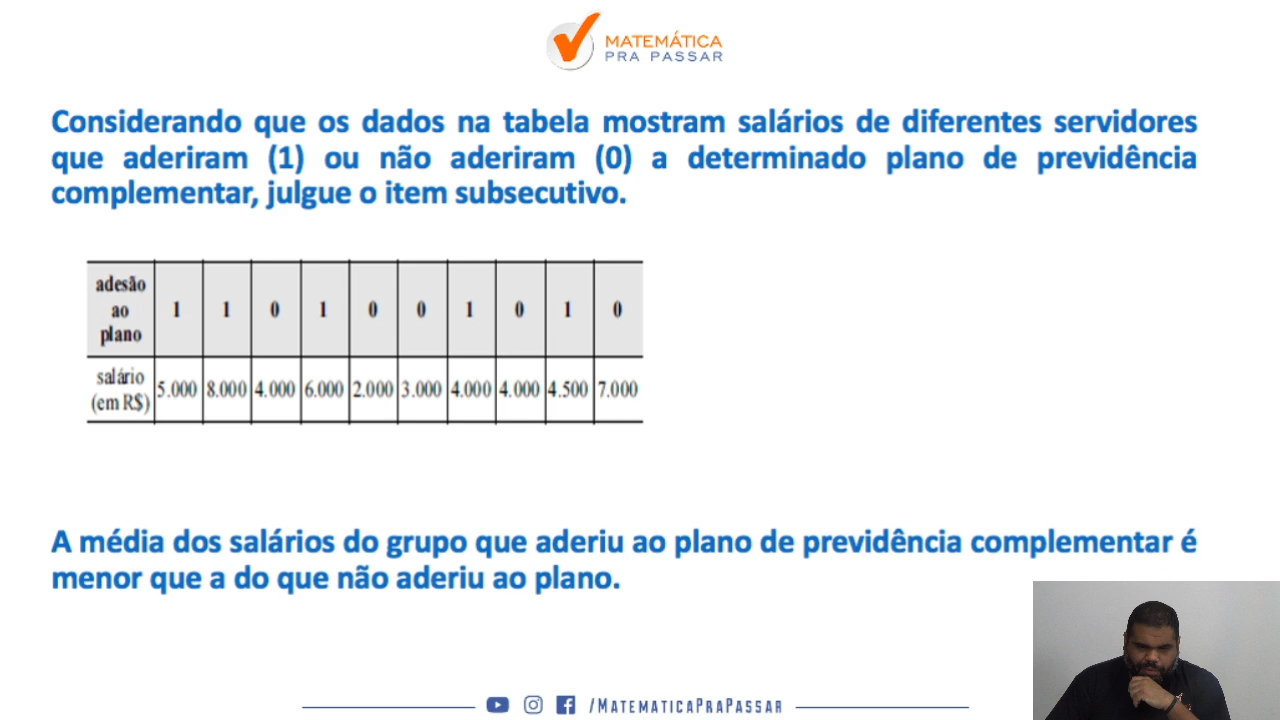 MATEMÁTICA
PRA PASSAR
Considerando que os dados na tabela mostram salários de diferentes servidores
que aderiram (1) ou não aderiram (0) a determinado plano de previdência
complementar, julgue o item subsecutivo.
adesão
ao
plano
1 1 0 1 0 0 1 0 1 0
salário
(em R$)
5.000 8.000 4.000 6.000 2.000 3.000 4.000 4.000 4.500 7.000
A média dos salários do grupo que aderiu ao plano de previdência complementar é
menor que a do que não aderiu ao plano.
/MATEMATICAPRAPASSAR